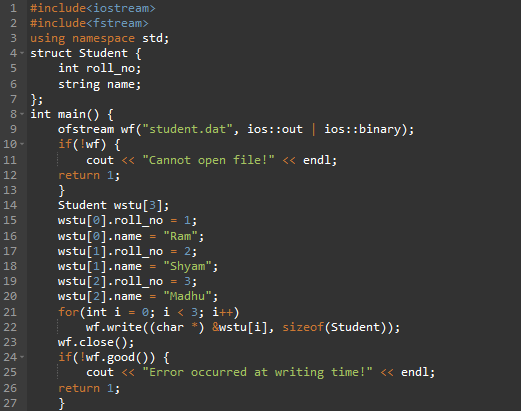 1 #include<iostream>
2 #include<fstream>
3 using namespace std;
4 struct Student {
5     int roll_no;
6     string name;
7 };
8 int main() {
9     ofstream wf("student.dat", ios::out | ios::binary);
10     if(!wf) {
11         cout << "Cannot open file!" << endl;
12     return 1;
13     }
14     Student wstu[3];
15     wstu[0].roll_no = 1;
16     wstu[0].name = "Ram";
17     wstu[1].roll_no = 2;
18     wstu[1].name = "Shyam";
19     wstu[2].roll_no = 3;
20     wstu[2].name = "Madhu";
21     for(int i = 0; i < 3; i++)
22         wf.write((char *) &wstu[i], sizeof(Student));
23     wf.close();
24     if(!wf.good()) {
25         cout << "Error occurred at writing time!" << endl;
26     return 1;
27     }